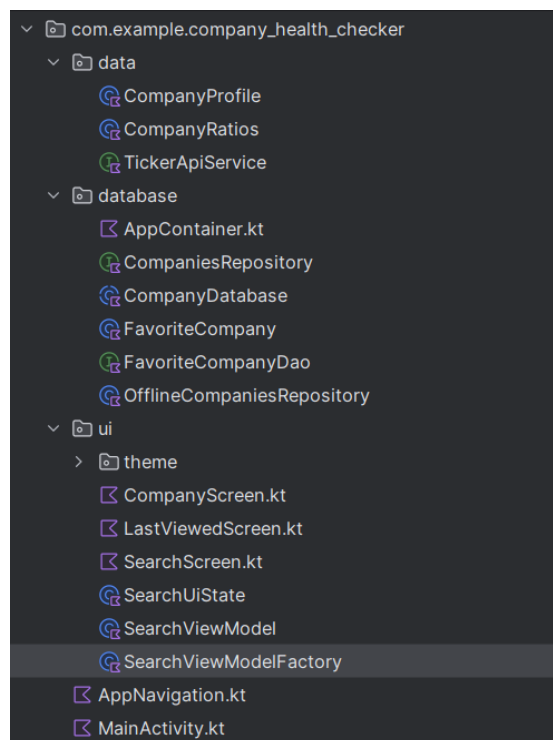 com.example.company_health_checker
data
CompanyProfile
CompanyRatios
TickerApiService
database
AppContainer.kt
CompaniesRepository
CompanyDatabase
FavoriteCompany
FavoriteCompanyDao
OfflineCompaniesRepository
ui
theme
CompanyScreen.kt
LastViewedScreen.kt
SearchScreen.kt
SearchUiState
SearchViewModel
SearchViewModelFactory
AppNavigation.kt
MainActivity.kt